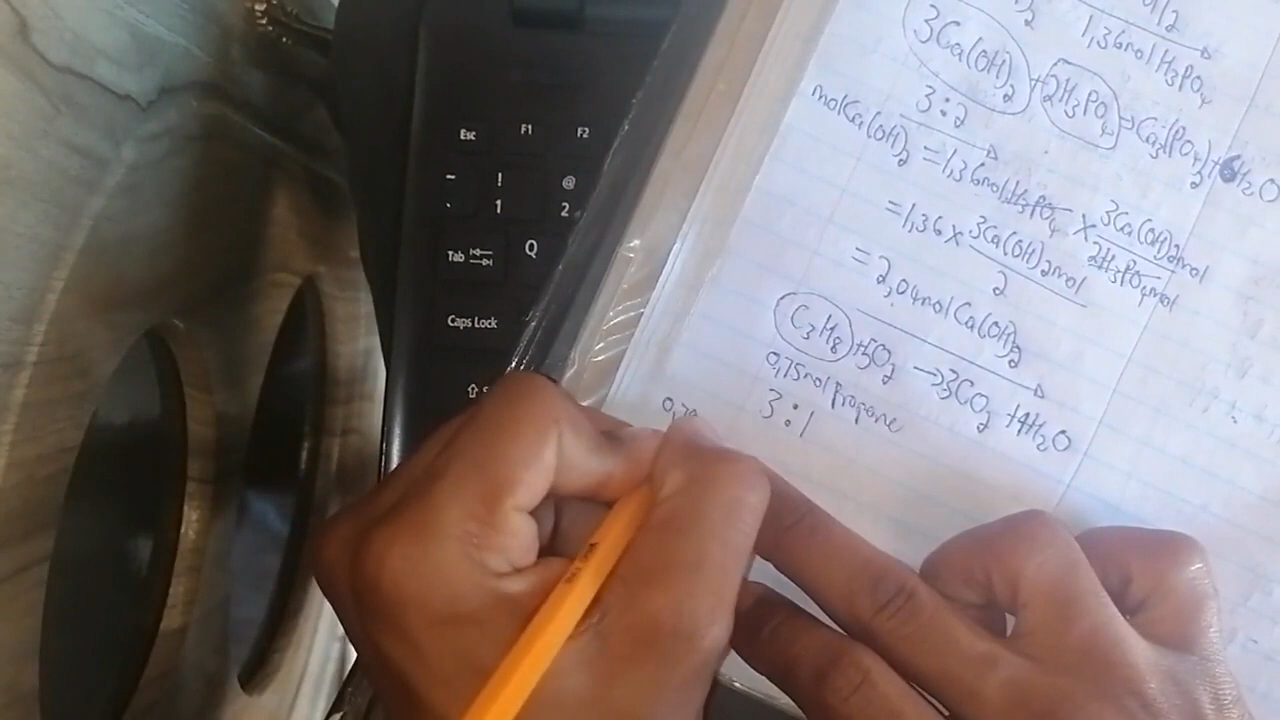 1,36mol H₃PO₄
3Ca(OH)₂ + 2H₃PO₄ → Ca₃(PO₄)₂ + 6H₂O
3:2
molCa(OH)₂ = 1,36mol H₃PO₄ × 3Ca(OH)₂mol / 2H₃PO₄mol
= 1,36 × 3Ca(OH)₂mol / 2
= 2,04mol Ca(OH)₂
C₃H₈ + 5O₂ → 3CO₂ + 4H₂O
0,75mol propane
3:1
Esc F1 F2
~ ! @
` 1 2
Tab Q
Caps Lock